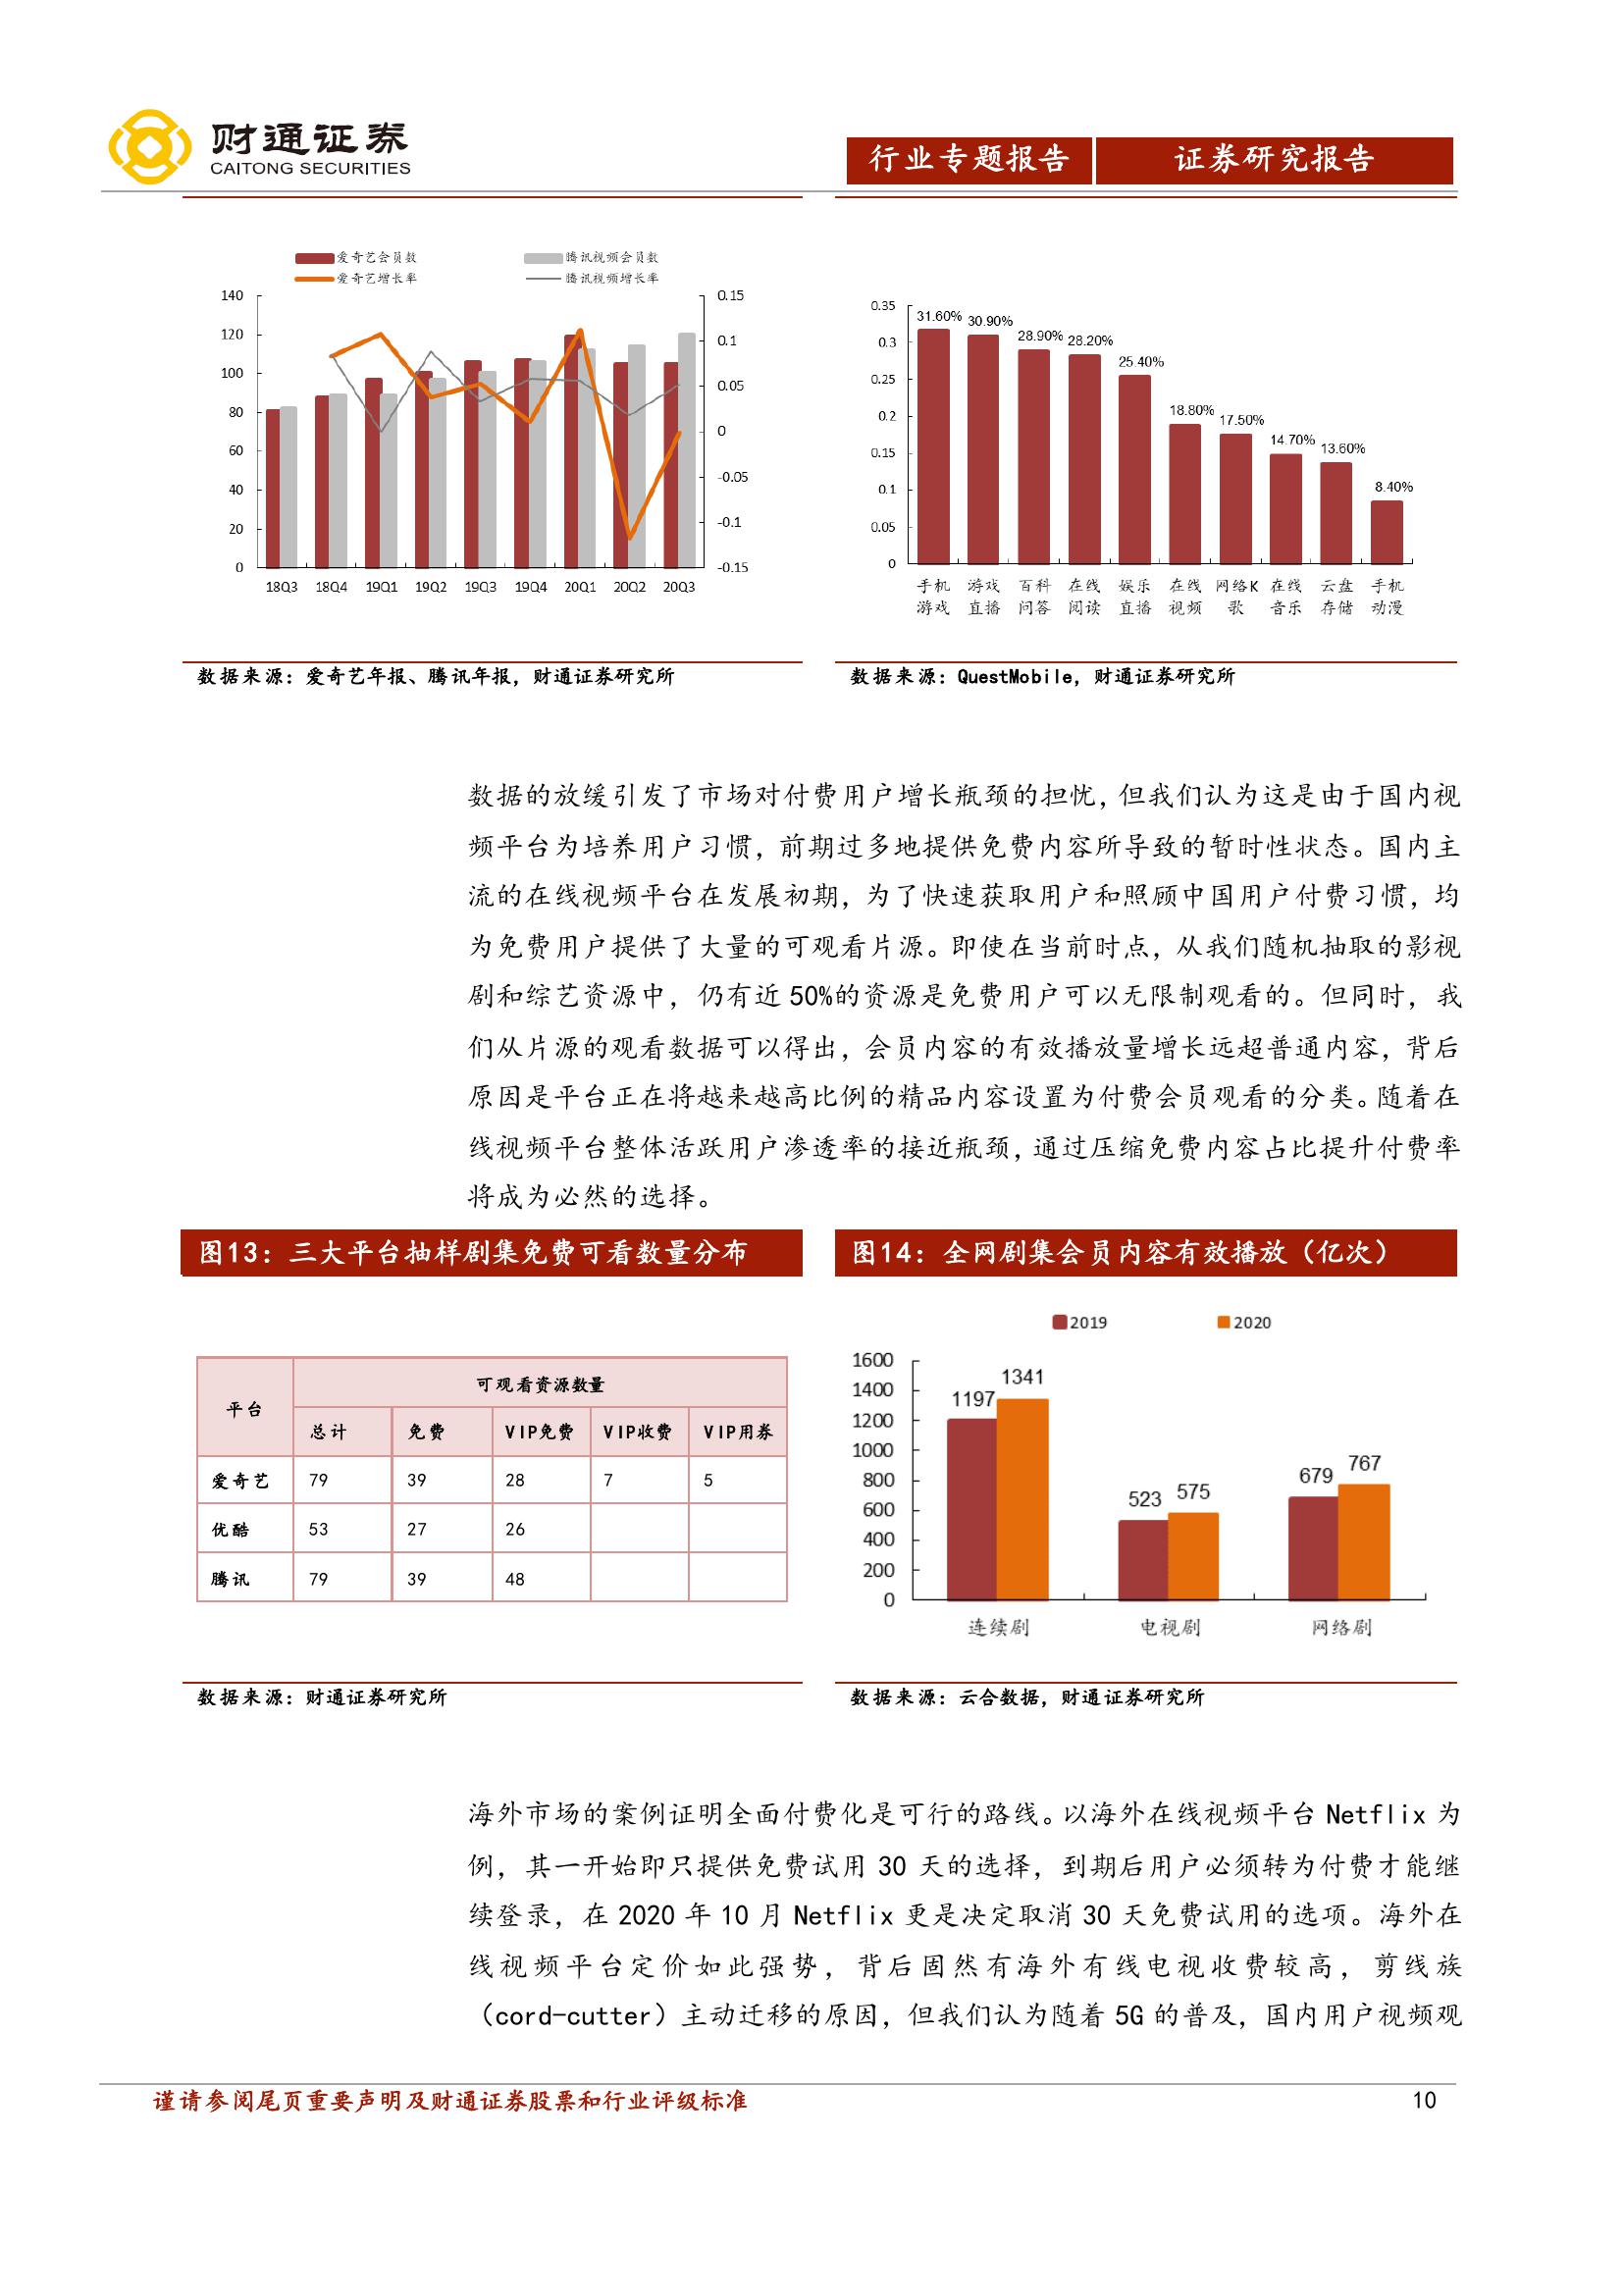 财通证券
CAITONG SECURITIES
行业专题报告 证券研究报告
爱奇艺会员数 腾讯视频会员数
爱奇艺增长率 腾讯视频增长率
140
120
100
80
60
40
20
0
0.15
0.1
0.05
0
-0.05
-0.1
-0.15
18Q3 18Q4 19Q1 19Q2 19Q3 19Q4 20Q1 20Q2 20Q3
0.35
0.3
0.25
0.2
0.15
0.1
0.05
0
31.60% 30.90% 28.90% 28.20% 25.40% 18.80% 17.50% 14.70% 13.60% 8.40%
手机 游戏 百科 在线 娱乐 在线 网络K 在线 云盘 手机
游戏 直播 问答 阅读 直播 视频 歌 音乐 存储 动漫
数据来源：爱奇艺年报、腾讯年报，财通证券研究所
数据来源：QuestMobile，财通证券研究所
数据的放缓引发了市场对付费用户增长瓶颈的担忧，但我们认为这是由于国内视
频平台为培养用户习惯，前期过多地提供免费内容所导致的暂时性状态。国内主
流的在线视频平台在发展初期，为了快速获取用户和照顾中国用户付费习惯，均
为免费用户提供了大量的可观看片源。即使在当前时点，从我们随机抽取的影视
剧和综艺资源中，仍有近 50%的资源是免费用户可以无限制观看的。但同时，我
们从片源的观看数据可以得出，会员内容的有效播放量增长远超普通内容，背后
原因是平台正在将越来越高比例的精品内容设置为付费会员观看的分类。随着在
线视频平台整体活跃用户渗透率的接近瓶颈，通过压缩免费内容占比提升付费率
将成为必然的选择。
图13：三大平台抽样剧集免费可看数量分布
平台 可观看资源数量
总计 免费 VIP免费 VIP收费 VIP用券
爱奇艺 79 39 28 7 5
优酷 53 27 26
腾讯 79 39 48
数据来源：财通证券研究所
图14：全网剧集会员内容有效播放（亿次）
2019 2020
1600
1400
1200
1000
800
600
400
200
0
1197 1341
523 575
679 767
连续剧 电视剧 网络剧
数据来源：云合数据，财通证券研究所
海外市场的案例证明全面付费化是可行的路线。以海外在线视频平台 Netflix 为
例，其一开始即只提供免费试用 30 天的选择，到期后用户必须转为付费才能继
续登录，在 2020 年 10 月 Netflix 更是决定取消 30 天免费试用的选项。海外在
线视频平台定价如此强势，背后固然有海外有线电视收费较高，剪线族
（cord-cutter）主动迁移的原因，但我们认为随着 5G 的普及，国内用户视频观
谨请参阅尾页重要声明及财通证券股票和行业评级标准 10